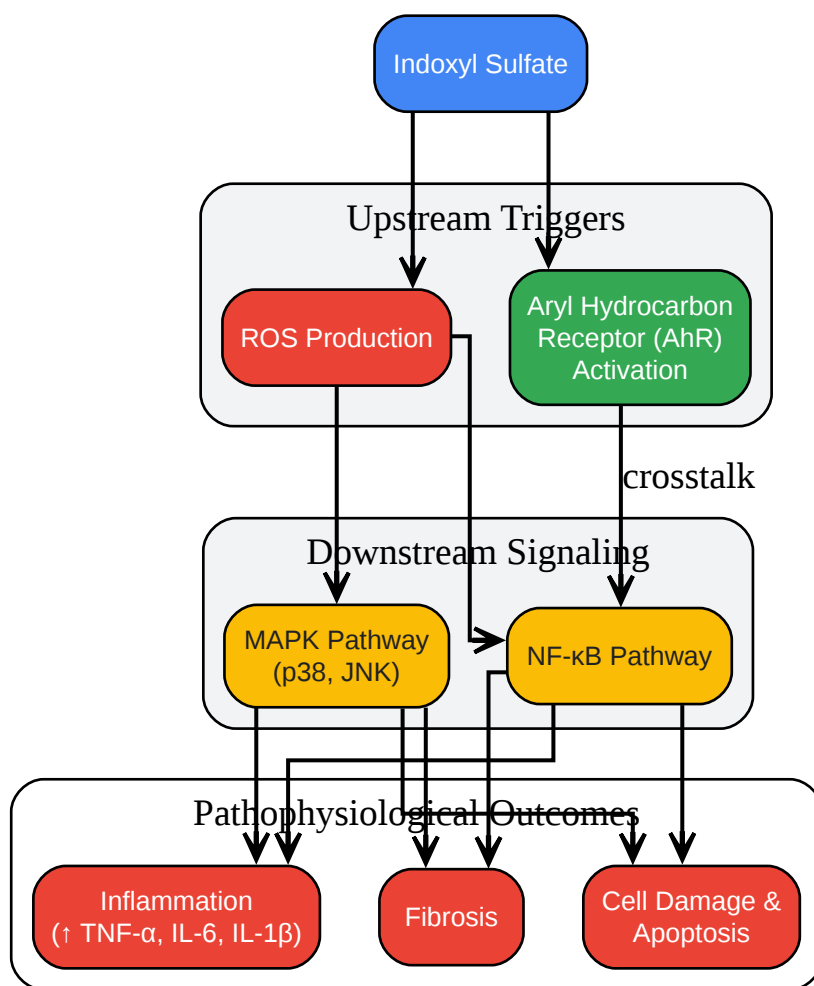 Indoxyl Sulfate
Upstream Triggers
ROS Production
Aryl Hydrocarbon
Receptor (AhR)
Activation
crosstalk
Downstream Signaling
MAPK Pathway
(p38, JNK)
NF-κB Pathway
Pathophysiological Outcomes
Inflammation
(↑ TNF-α, IL-6, IL-1β)
Fibrosis
Cell Damage &
Apoptosis